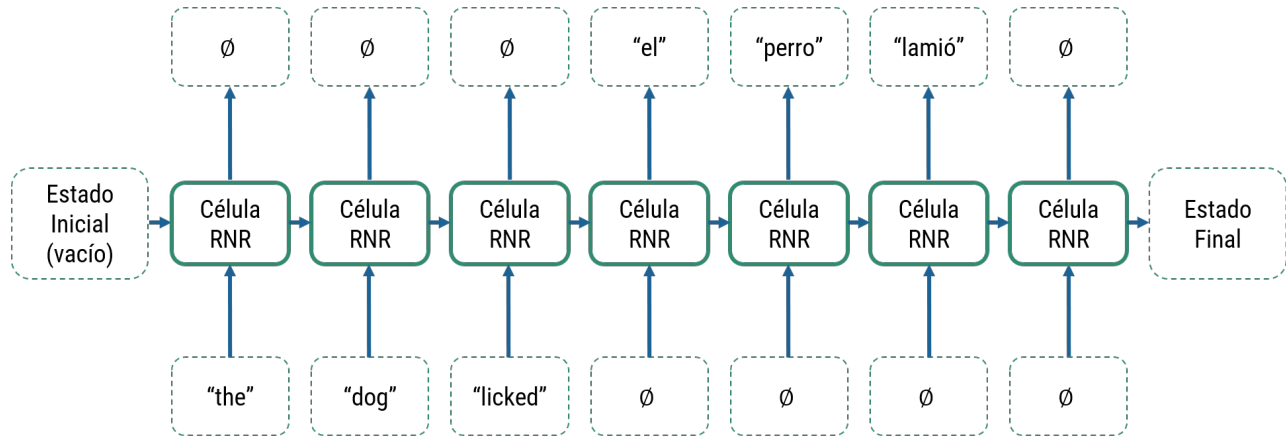 Ø Ø Ø “el” “perro” “lamió” Ø
Estado
Inicial
(vacío)
Célula
RNR
Célula
RNR
Célula
RNR
Célula
RNR
Célula
RNR
Célula
RNR
Célula
RNR
Estado
Final
“the” “dog” “licked” Ø Ø Ø Ø